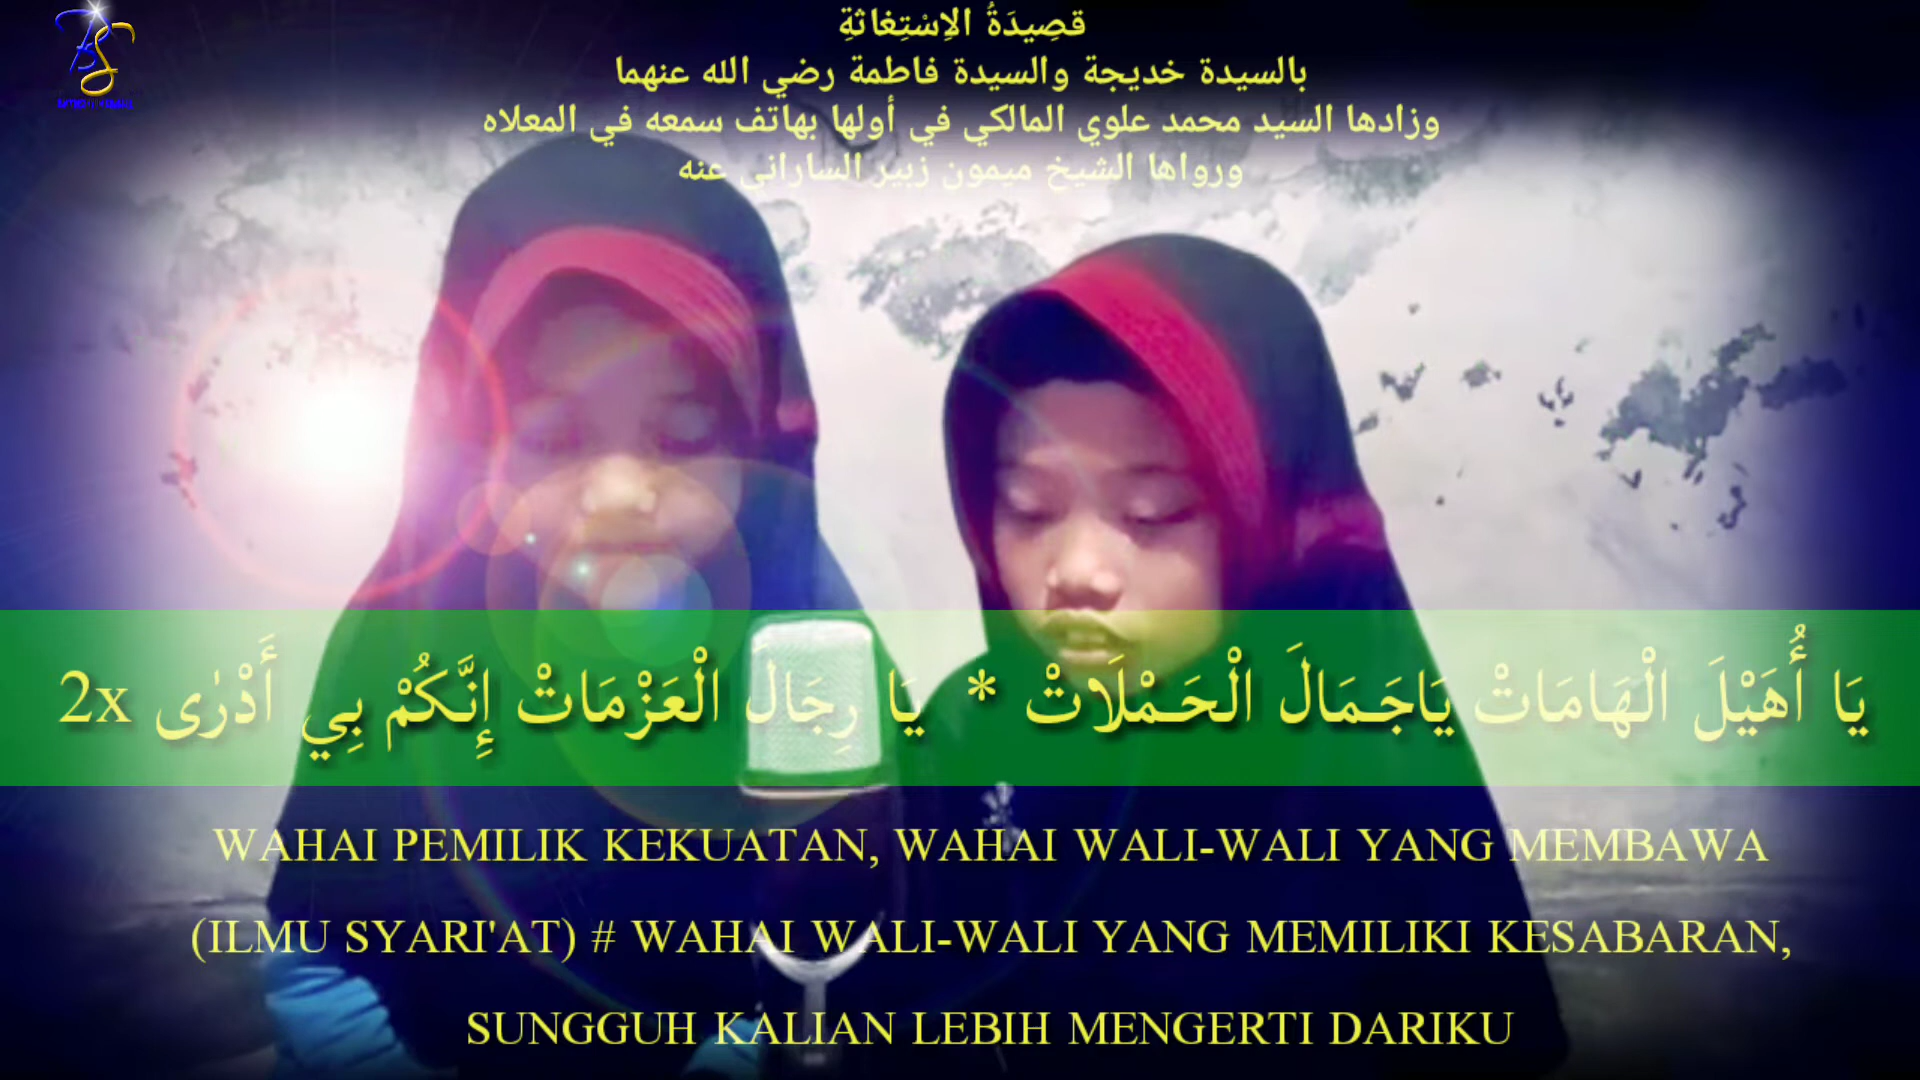 قصِيدَةُ الاِسْتِغاثةِ
بالسيدة خديجة والسيدة فاطمة رضي الله عنهما
وزادها السيد محمد علوي المالكي في أولها بهاتف سمعه في المعلاه
ورواها الشيخ ميمون زبير الساراني عنه
يَا أُهَيْلَ الْهَامَاتْ يَاجَمَالَ الْحَمْلَاتْ * يَا رِجَالَ الْعَزْمَاتْ إِنَّكُمْ بِي أَدْرٰى 2x
WAHAI PEMILIK KEKUATAN, WAHAI WALI-WALI YANG MEMBAWA
(ILMU SYARI'AT) # WAHAI WALI-WALI YANG MEMILIKI KESABARAN,
SUNGGUH KALIAN LEBIH MENGERTI DARIKU